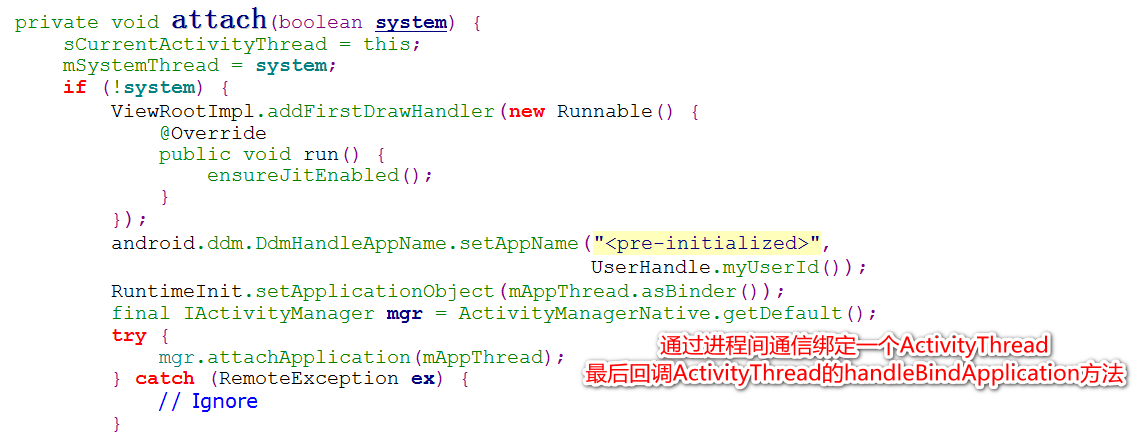 private void attach(boolean system) {
sCurrentActivityThread = this;
mSystemThread = system;
if (!system) {
ViewRootImpl.addFirstDrawHandler(new Runnable() {
@Override
public void run() {
ensureJitEnabled();
}
});
android.ddm.DdmHandleAppName.setAppName("<pre-initialized>",
UserHandle.myUserId());
RuntimeInit.setApplicationObject(mAppThread.asBinder());
final IActivityManager mgr = ActivityManagerNative.getDefault();
try {
mgr.attachApplication(mAppThread);
} catch (RemoteException ex) {
// Ignore
}
通过进程间通信绑定一个ActivityThread
最后回调ActivityThread的handleBindApplication方法